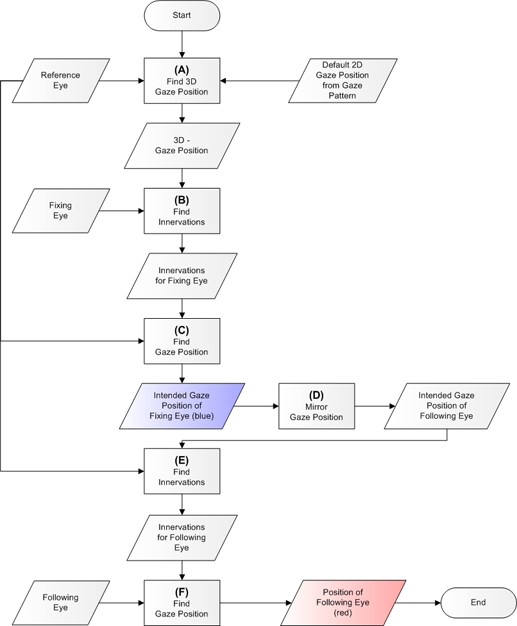 Start
Reference
Eye
(A)
Find 3D
Gaze Position
Default 2D
Gaze Position
from Gaze
Pattern
3D -
Gaze Position
Fixing
Eye
(B)
Find
Innervations
Innervations
for Fixing Eye
(C)
Find
Gaze Position
Intended Gaze
Position of
Fixing Eye (blue)
(D)
Mirror
Gaze Position
Intended Gaze
Position of
Following Eye
(E)
Find
Innervations
Innervations
for Following
Eye
Following
Eye
(F)
Find
Gaze Position
Position of
Following Eye
(red)
End